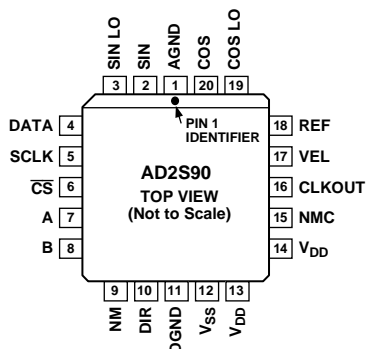 SIN LO
SIN
AGND
COS
COS LO
3 2 1 20 19
PIN 1
IDENTIFIER
DATA 4
SCLK 5
CS 6
A 7
B 8
AD2S90
TOP VIEW
(Not to Scale)
18 REF
17 VEL
16 CLKOUT
15 NMC
14 VDD
9 10 11 12 13
NM
DIR
DGND
VSS
VDD